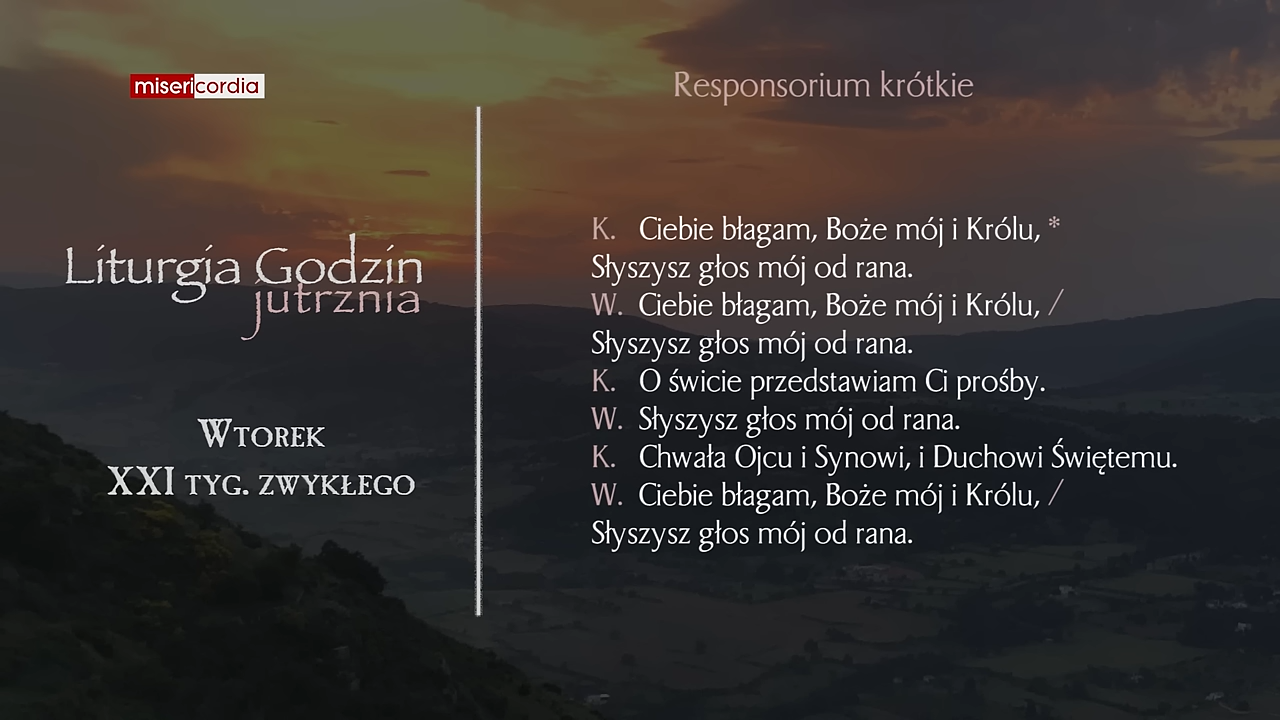 misericordia
Liturgia Godzin
jutrznia
Wtorek
XXI tyg. zwykłego
Responsorium krótkie
K. Ciebie błagam, Boże mój i Królu, *
Słyszysz głos mój od rana.
W. Ciebie błagam, Boże mój i Królu, /
Słyszysz głos mój od rana.
K. O świcie przedstawiam Ci prośby.
W. Słyszysz głos mój od rana.
K. Chwała Ojcu i Synowi, i Duchowi Świętemu.
W. Ciebie błagam, Boże mój i Królu, /
Słyszysz głos mój od rana.